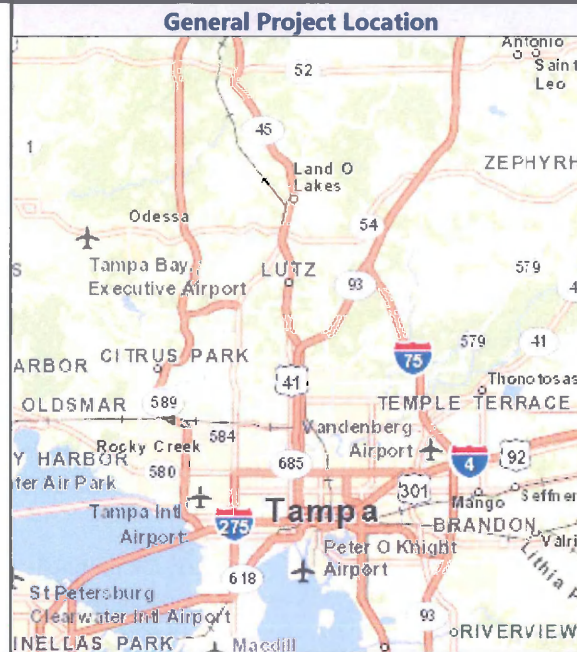 General Project Location
Antonio
Saint
Leo
52
45
1
ZEPHYRH
Land O
Lakes
Odessa
54
Tampa Bay
Executive Airport
LUTZ
93
579
S
4
579
41
75
ARBOR
CITRUS PARK
41
Thonotosas
OLDSMAR
589
TEMPLE TERRACE
584
Vandenberg
Airport
Rocky Creek
Y HARBOR
580
685
4
92
ter Air Park
301
Mango
Seffner
Tampa Intl
Airport
275
Tampa
BRANDON
Valri
Peter O Knight
Airport
618
Lithia P
St Petersburg
Clearwater Intl Airport
93
RIVERVIEW
INELLAS PARK
Macdill